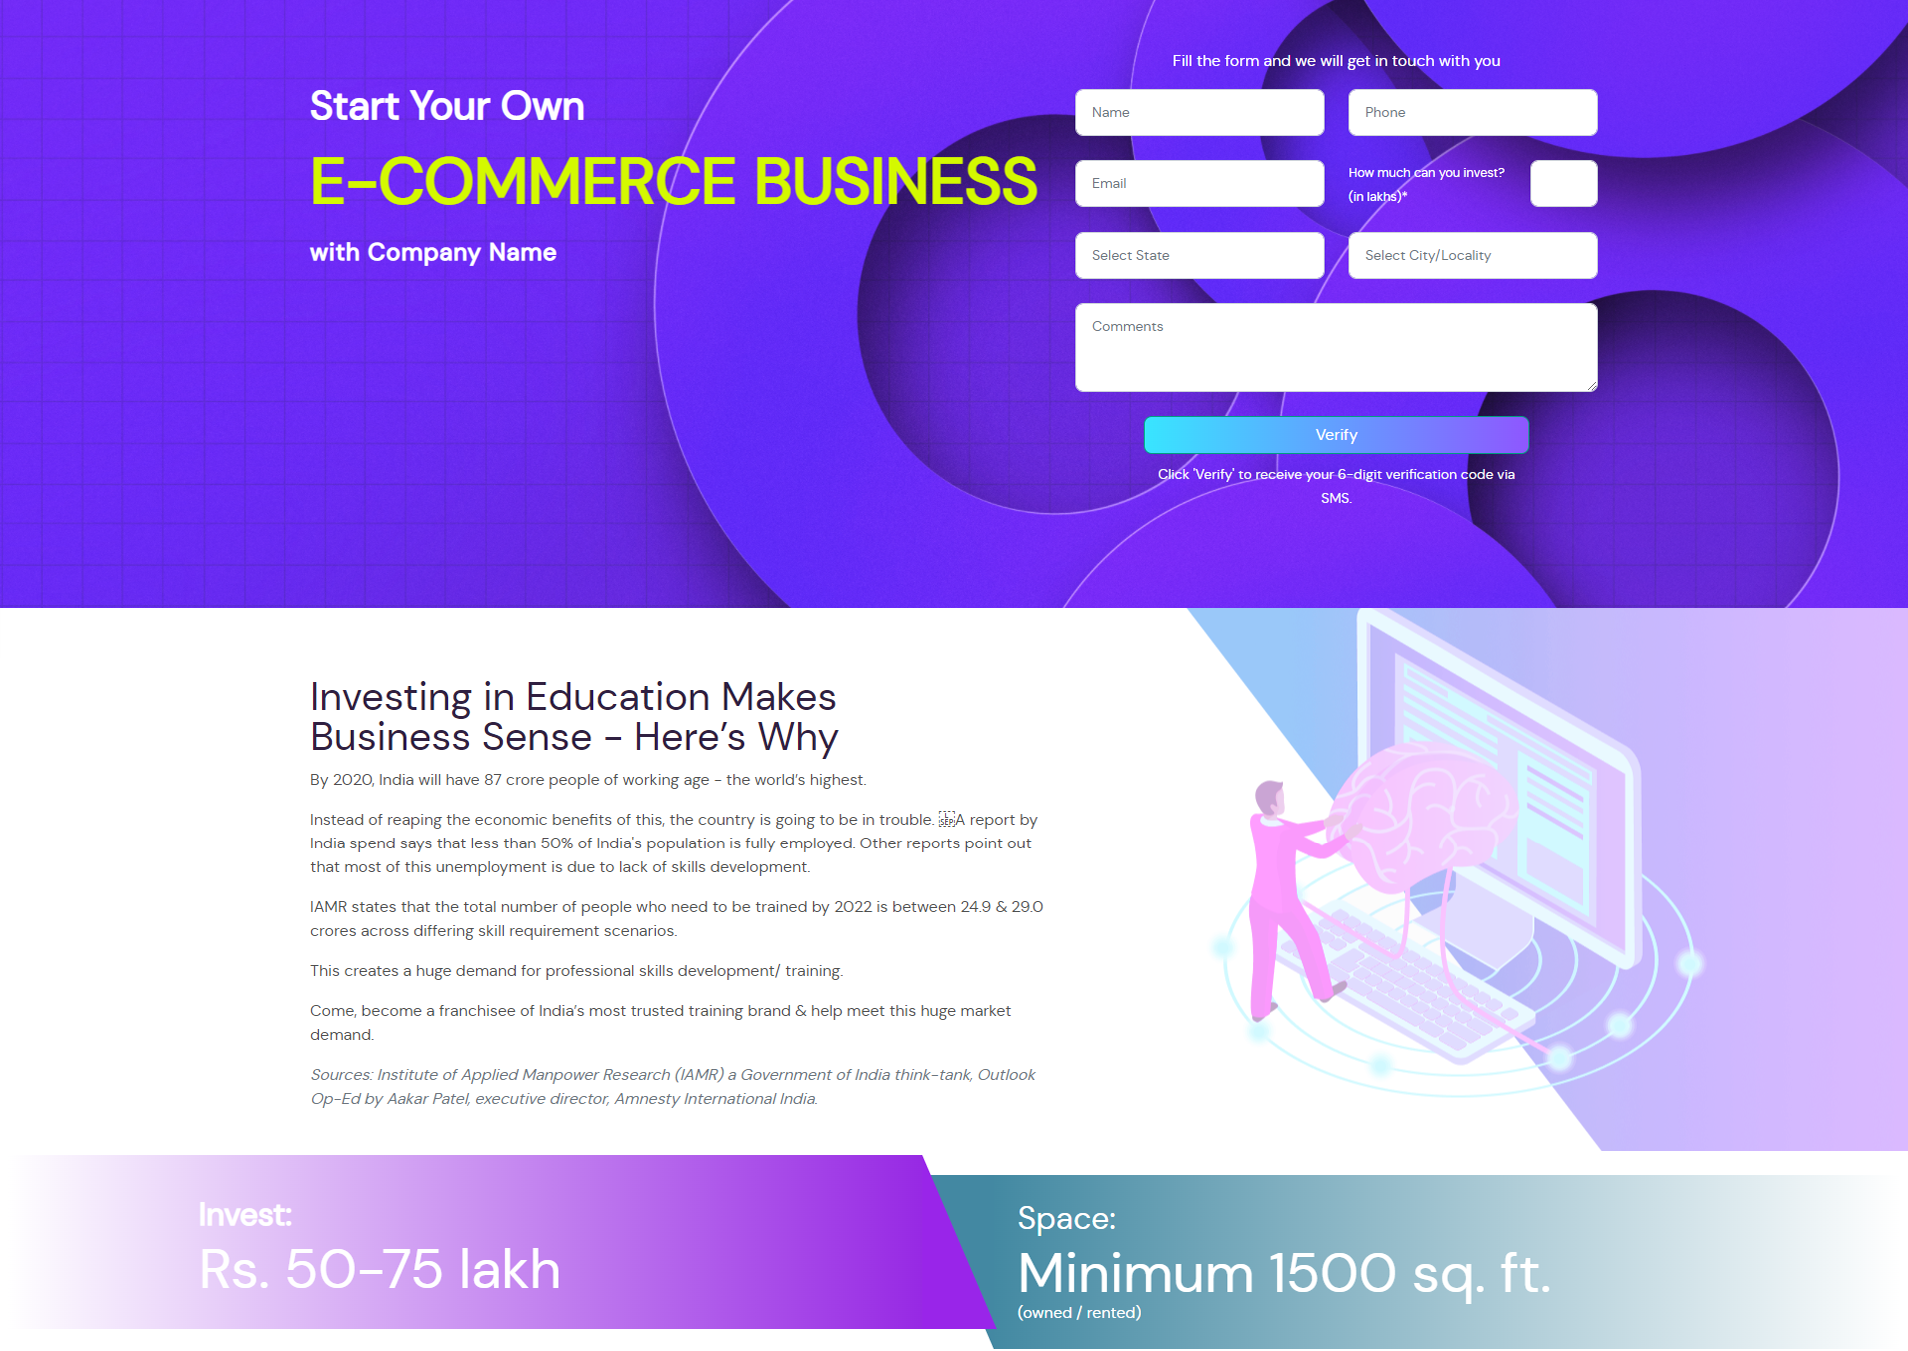 Start Your Own
E-COMMERCE BUSINESS
with Company Name
Fill the form and we will get in touch with you
Name
Phone
Email
How much can you invest?
(in lakhs)*
Select State
Select City/Locality
Comments
Verify
Click 'Verify' to receive your 6-digit verification code via
SMS.
Investing in Education Makes
Business Sense - Here’s Why
By 2020, India will have 87 crore people of working age - the world’s highest.
Instead of reaping the economic benefits of this, the country is going to be in trouble. LSEP A report by
India spend says that less than 50% of India's population is fully employed. Other reports point out
that most of this unemployment is due to lack of skills development.
IAMR states that the total number of people who need to be trained by 2022 is between 24.9 & 29.0
crores across differing skill requirement scenarios.
This creates a huge demand for professional skills development/ training.
Come, become a franchisee of India’s most trusted training brand & help meet this huge market
demand.
Sources: Institute of Applied Manpower Research (IAMR) a Government of India think-tank, Outlook
Op-Ed by Aakar Patel, executive director, Amnesty International India.
Invest:
Rs. 50-75 lakh
Space:
Minimum 1500 sq. ft.
(owned / rented)